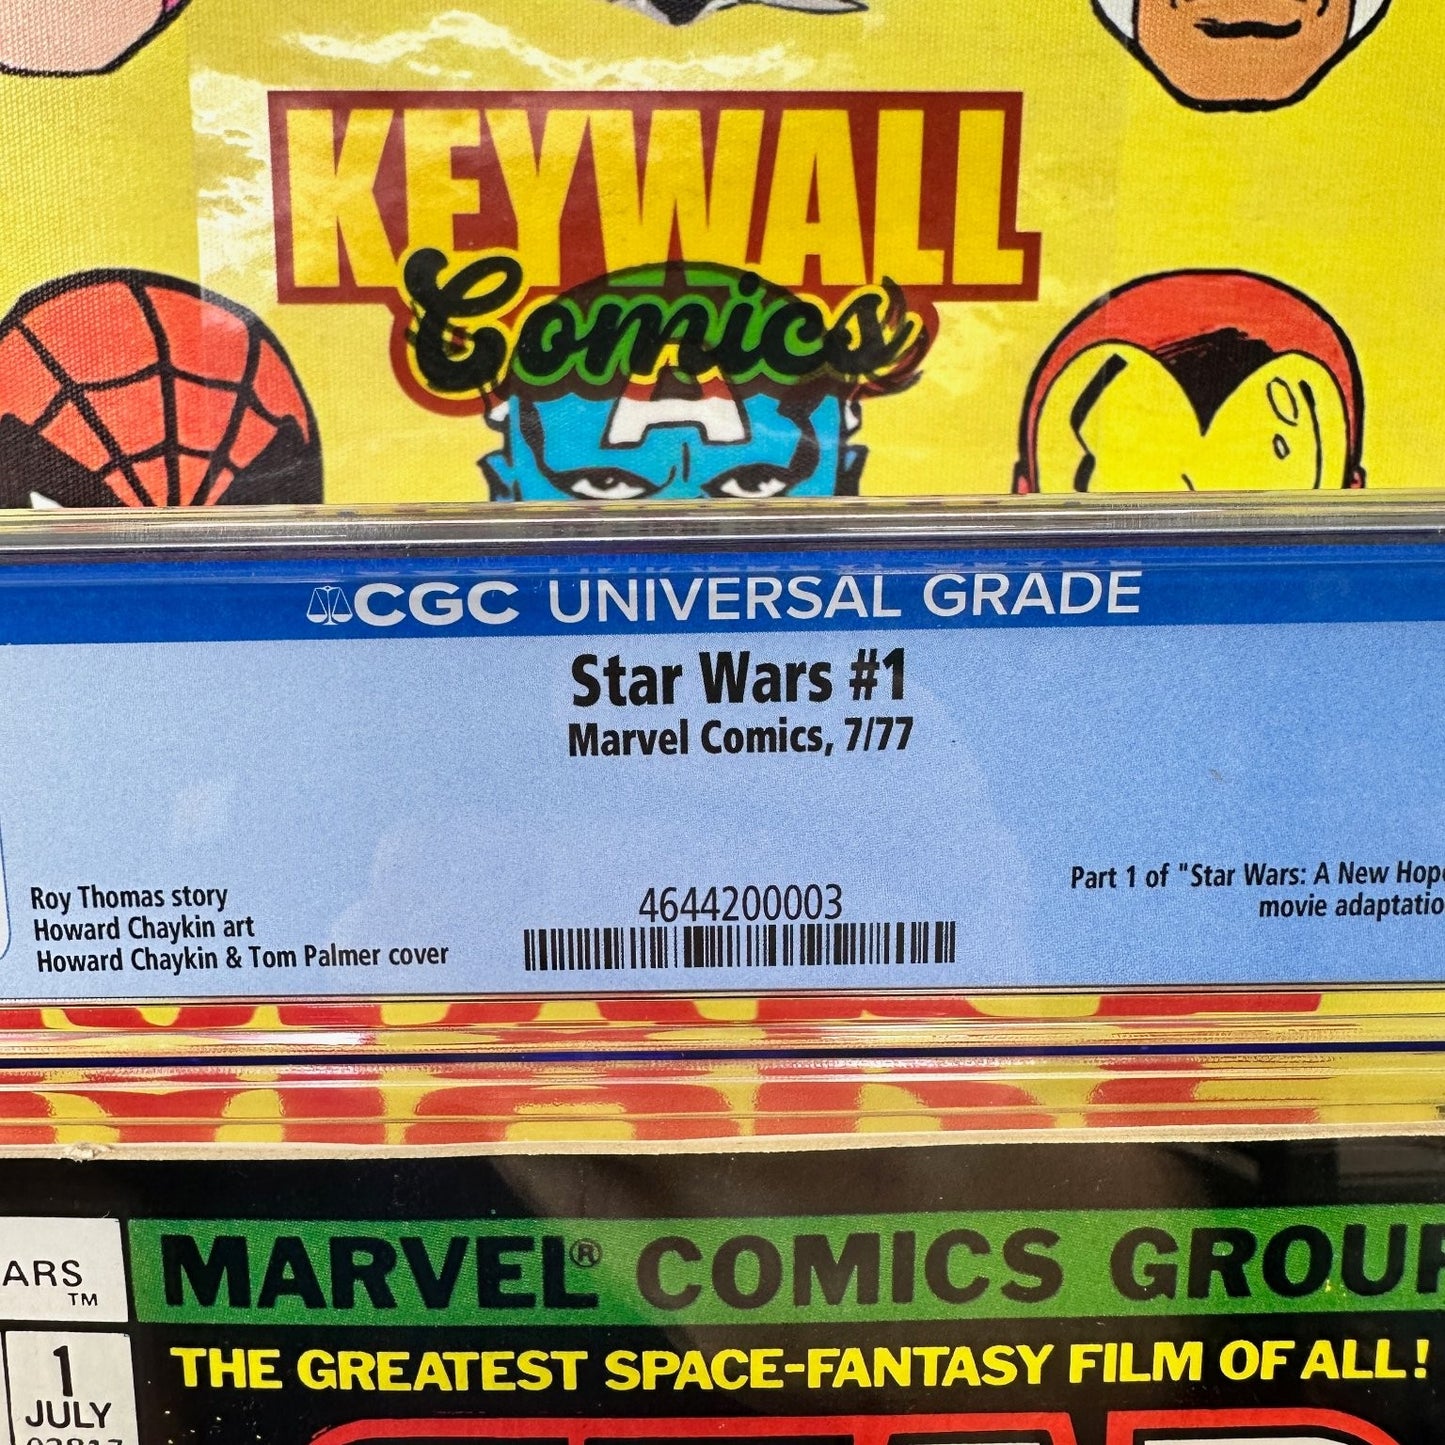 KEYWALL
Comics
A
CGC UNIVERSAL GRADE
Star Wars #1
Marvel Comics, 7/77
Roy Thomas story
Howard Chaykin art
Howard Chaykin & Tom Palmer cover
4644200003
Part 1 of "Star Wars: A New Hope
movie adaptatio
ARS
TM
MARVEL® COMICS GROUP
THE GREATEST SPACE-FANTASY FILM OF ALL!
1
JULY
02817